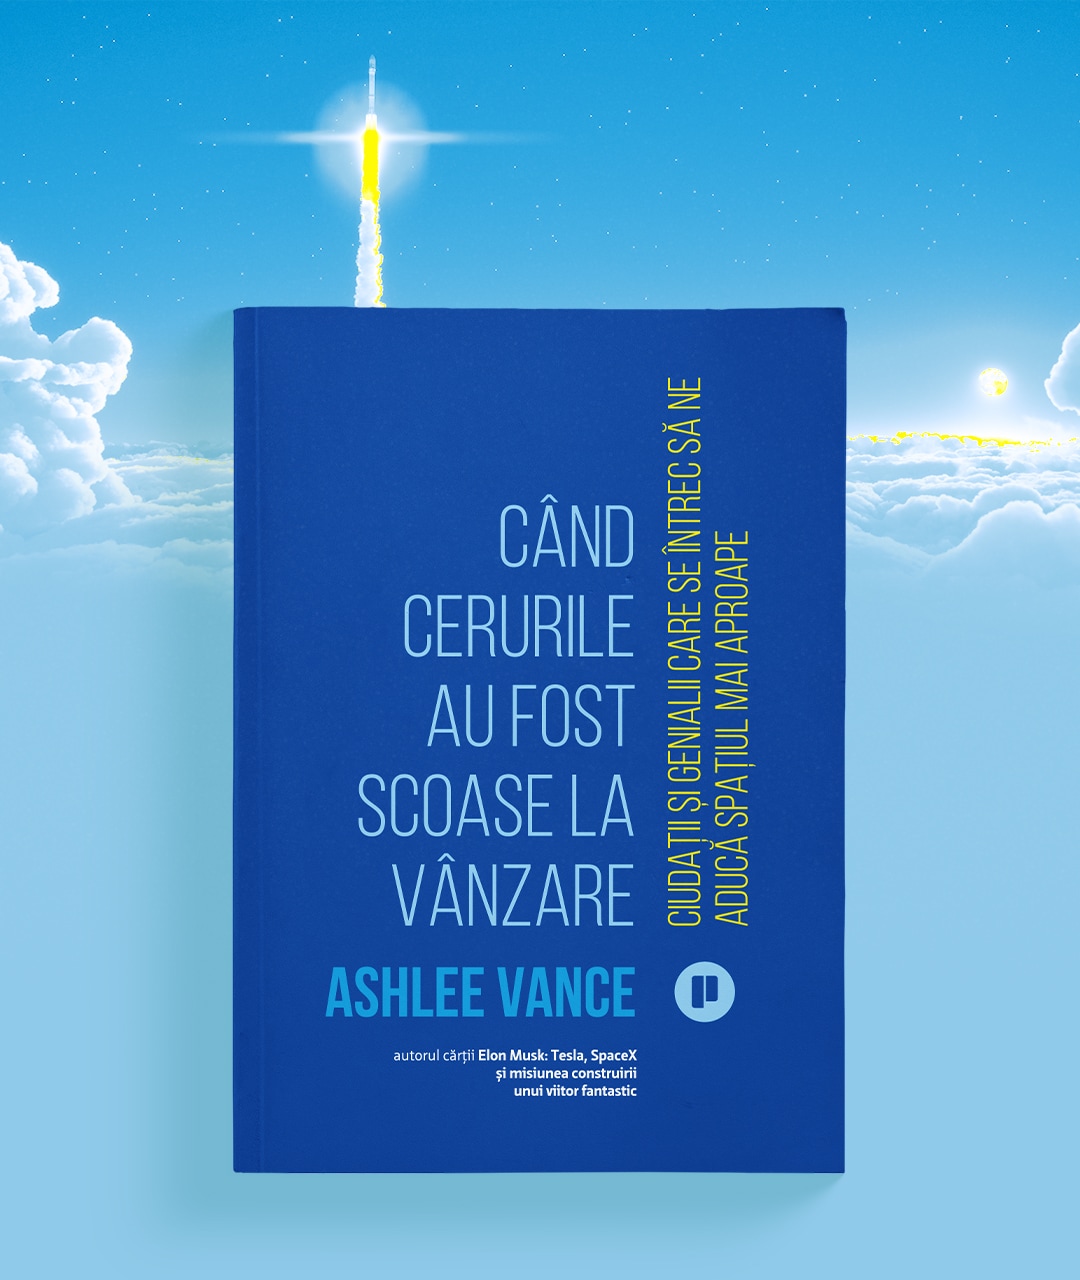 CÂND
CERURILE
AU FOST
SCOASE LA
VÂNZARE
CIUDAȚII ȘI GENIALII CARE SE ÎNTREC SĂ NE
ADUCĂ SPAȚIUL MAI APROAPE
ASHLEE VANCE
P
autorul cărții Elon Musk: Tesla, SpaceX
și misiunea construirii
unui viitor fantastic